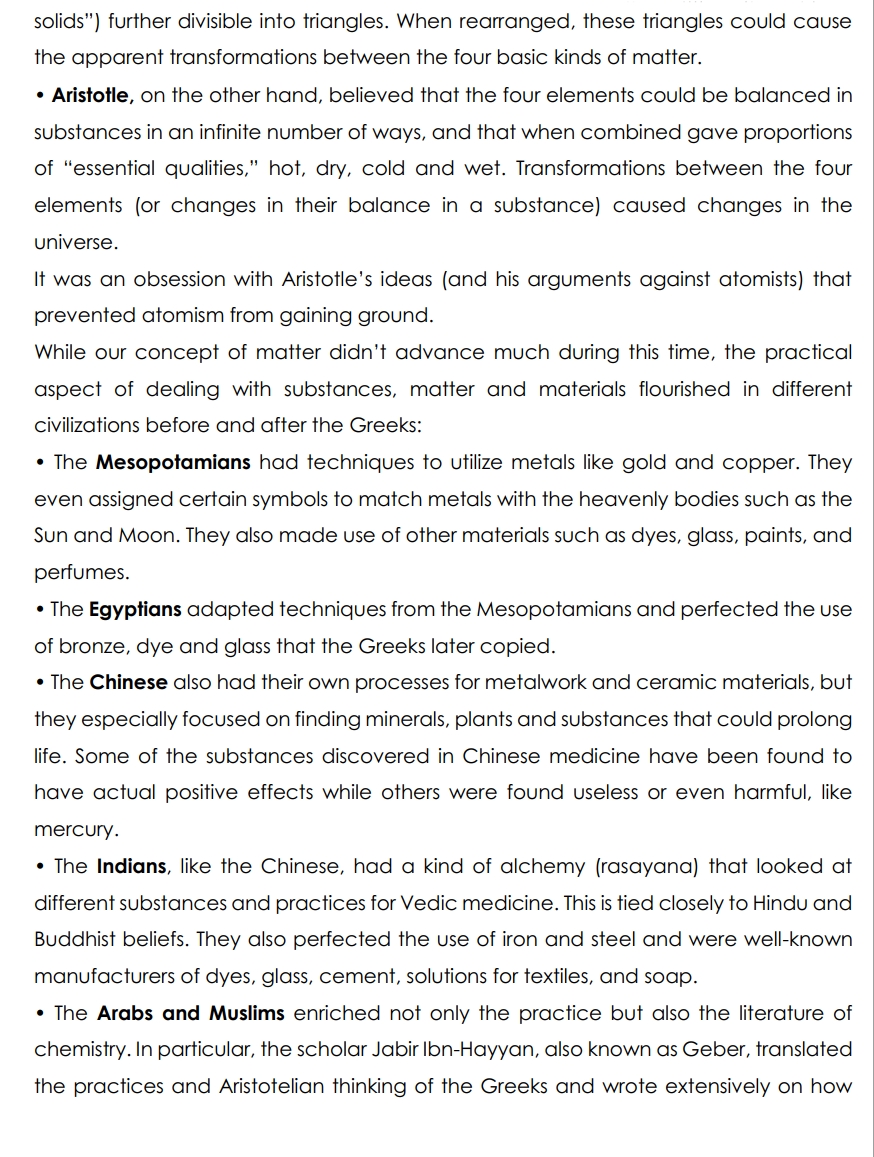 solids”) further divisible into triangles. When rearranged, these triangles could cause
the apparent transformations between the four basic kinds of matter.
• Aristotle, on the other hand, believed that the four elements could be balanced in
substances in an infinite number of ways, and that when combined gave proportions
of “essential qualities,” hot, dry, cold and wet. Transformations between the four
elements (or changes in their balance in a substance) caused changes in the
universe.
It was an obsession with Aristotle’s ideas (and his arguments against atomists) that
prevented atomism from gaining ground.
While our concept of matter didn’t advance much during this time, the practical
aspect of dealing with substances, matter and materials flourished in different
civilizations before and after the Greeks:
• The Mesopotamians had techniques to utilize metals like gold and copper. They
even assigned certain symbols to match metals with the heavenly bodies such as the
Sun and Moon. They also made use of other materials such as dyes, glass, paints, and
perfumes.
• The Egyptians adapted techniques from the Mesopotamians and perfected the use
of bronze, dye and glass that the Greeks later copied.
• The Chinese also had their own processes for metalwork and ceramic materials, but
they especially focused on finding minerals, plants and substances that could prolong
life. Some of the substances discovered in Chinese medicine have been found to
have actual positive effects while others were found useless or even harmful, like
mercury.
• The Indians, like the Chinese, had a kind of alchemy (rasayana) that looked at
different substances and practices for Vedic medicine. This is tied closely to Hindu and
Buddhist beliefs. They also perfected the use of iron and steel and were well-known
manufacturers of dyes, glass, cement, solutions for textiles, and soap.
• The Arabs and Muslims enriched not only the practice but also the literature of
chemistry. In particular, the scholar Jabir Ibn-Hayyan, also known as Geber, translated
the practices and Aristotelian thinking of the Greeks and wrote extensively on how